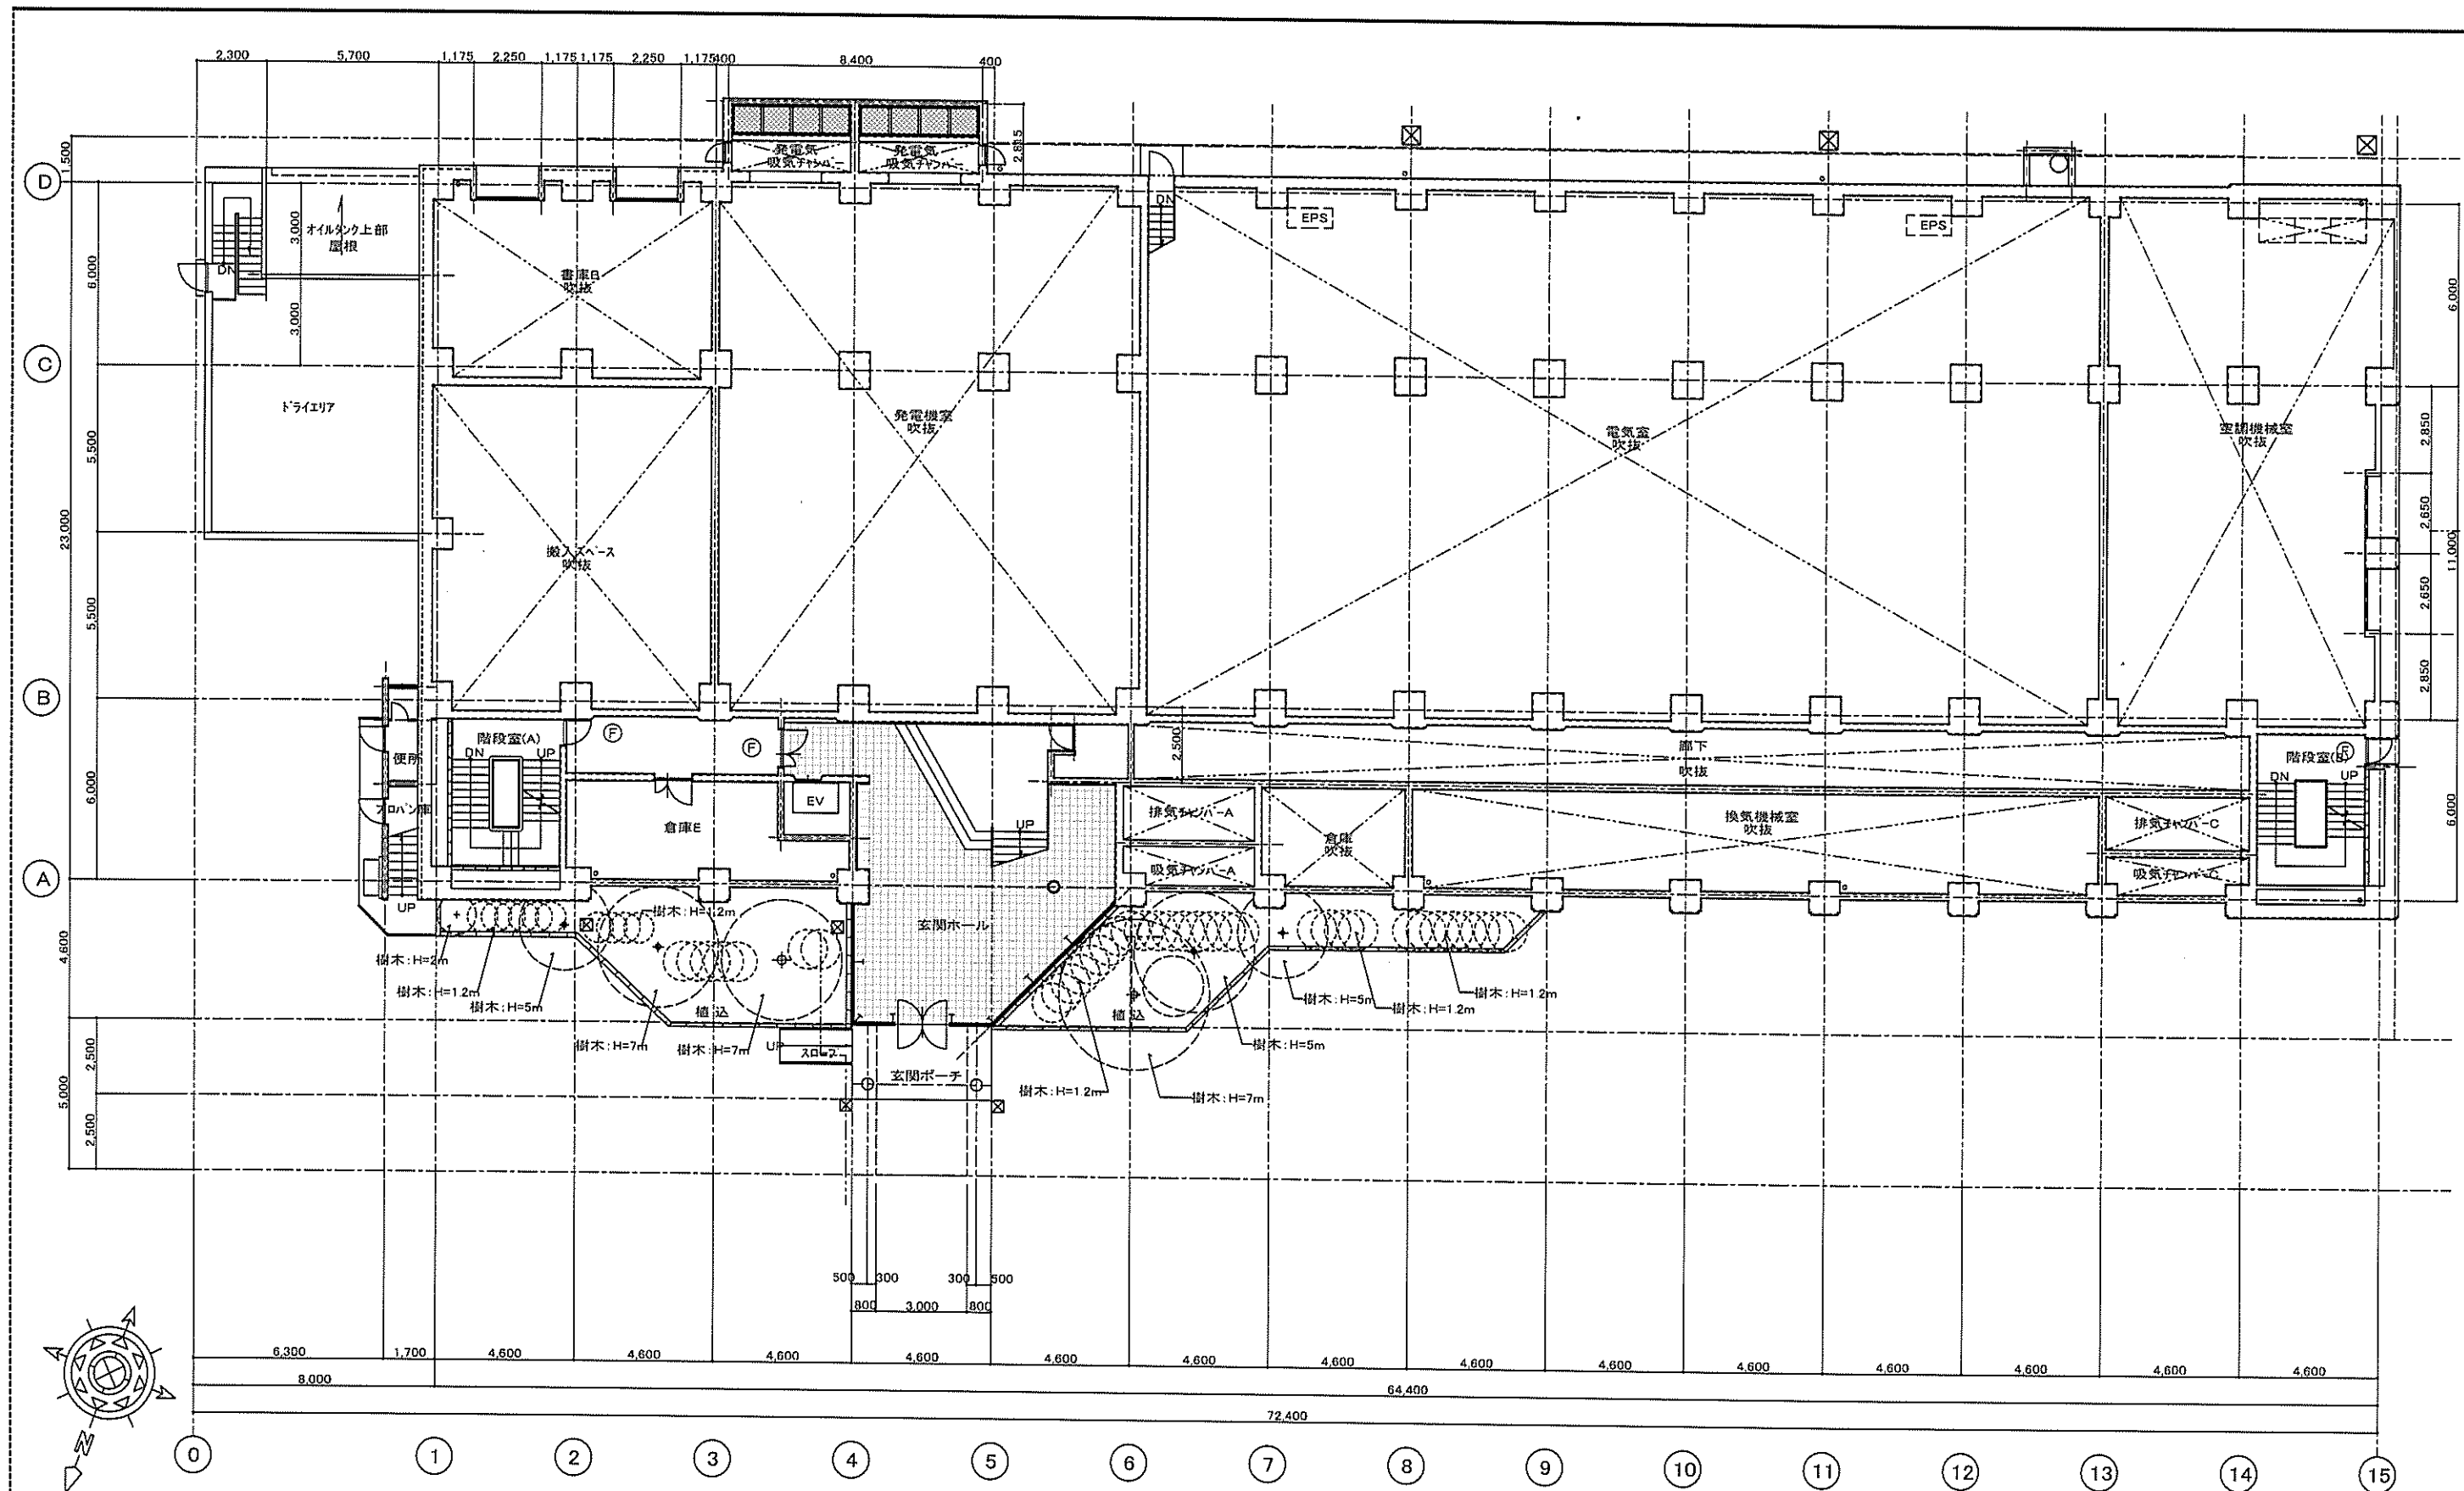 2,300
5,700
1,175
2,250
1,175
1,175
2,250
1,175
400
8,400
400
1,500
2,815
発電気
吸気チャンバー
発電気
吸気チャンバー
D
DN
オイルタンク上部
屋根
3,000
3,000
6,000
書庫B
吹抜
DN
EPS
EPS
6,000
C
ドライエリア
発電機室
吹抜
電気室
吹抜
空調機械室
吹抜
2,850
5,500
23,000
搬入スペース
吹抜
2,650
11,000
5,500
2,650
2,850
B
便所
階段室(A)
DN
UP
F
F
2,500
廊下
吹抜
階段室(B)
F
DN
UP
6,000
プロパン庫
倉庫E
EV
UP
排気チャンバーA
倉庫
吹抜
換気機械室
吹抜
排気チャンバーC
6,000
A
吸気チャンバーA
吸気チャンバーC
UP
樹木:H=1.2m
玄関ホール
4,600
樹木:H=2m
樹木:H=1.2m
樹木:H=5m
植込
樹木:H=7m
樹木:H=7m
UP
スロープ
植込
樹木:H=5m
樹木:H=1.2m
樹木:H=1.2m
樹木:H=5m
玄関ポーチ
樹木:H=1.2m
樹木:H=7m
2,500
5,000
2,500
500
300
300
500
800
3,000
800
6,300
1,700
4,600
4,600
4,600
4,600
4,600
4,600
4,600
4,600
4,600
4,600
4,600
4,600
4,600
4,600
8,000
64,400
72,400
N
0
1
2
3
4
5
6
7
8
9
10
11
12
13
14
15